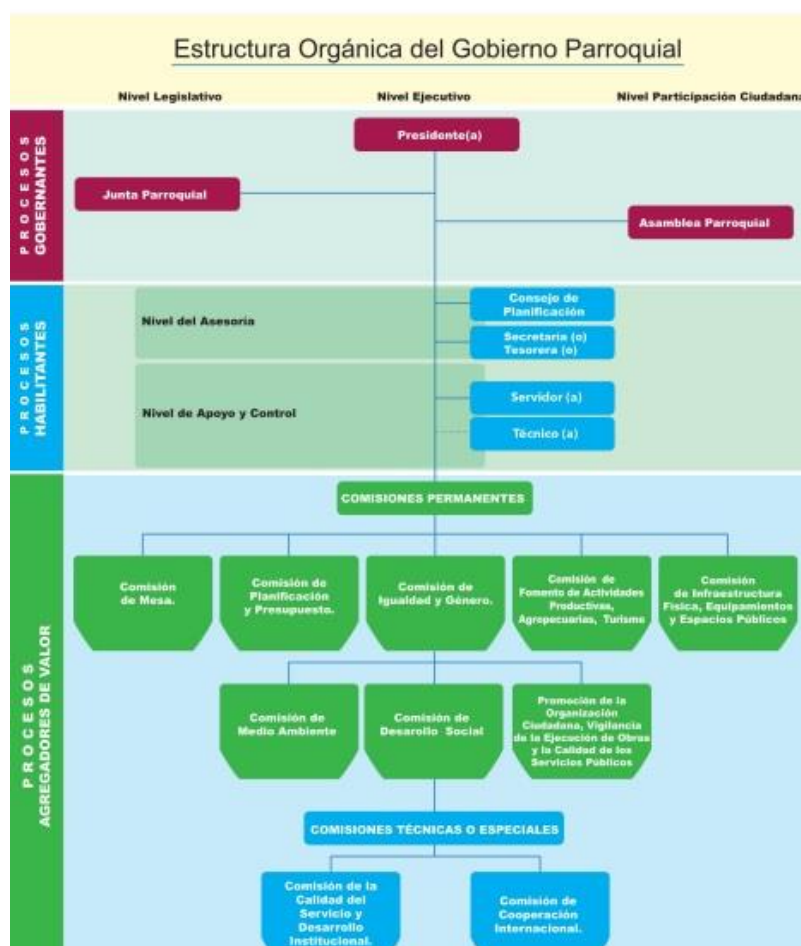 Estructura Orgánica del Gobierno Parroquial
Nivel Legislativo
Nivel Ejecutivo
Nivel Participación Ciudadana
PROCESOS
GOBERNANTES
Presidente(a)
Junta Parroquial
Asamblea Parroquial
PROCESOS
HABILITANTES
Nivel del Asesoria
Consejo de
Planificación
Secretaria (o)
Tesorera (o)
Nivel de Apoyo y Control
Servidor (a)
Técnico (a)
PROCESOS
AGREGADORES DE VALOR
COMISIONES PERMANENTES
Comisión
de Mesa.
Comisión de
Planificación
y Presupuesto.
Comisión de
Igualdad y Género.
Comisión de
Fomento de Actividades
Productivas,
Agropecuarias, Turismo
Comisión
de Infraestructura
Física, Equipamientos
y Espacios Públicos
Comisión de
Medio Ambiente
Comisión de
Desarollo Social
Promoción de la
Organización
Ciudadana, Vigilancia
de la Ejecución de Obras
y la Calidad de los
Servicios Públicos
COMISIONES TÉCNICAS O ESPECIALES
Comisión de la
Calidad del
Servicio y
Desarrollo
Institucional.
Comisión de
Cooperación
Internacional.